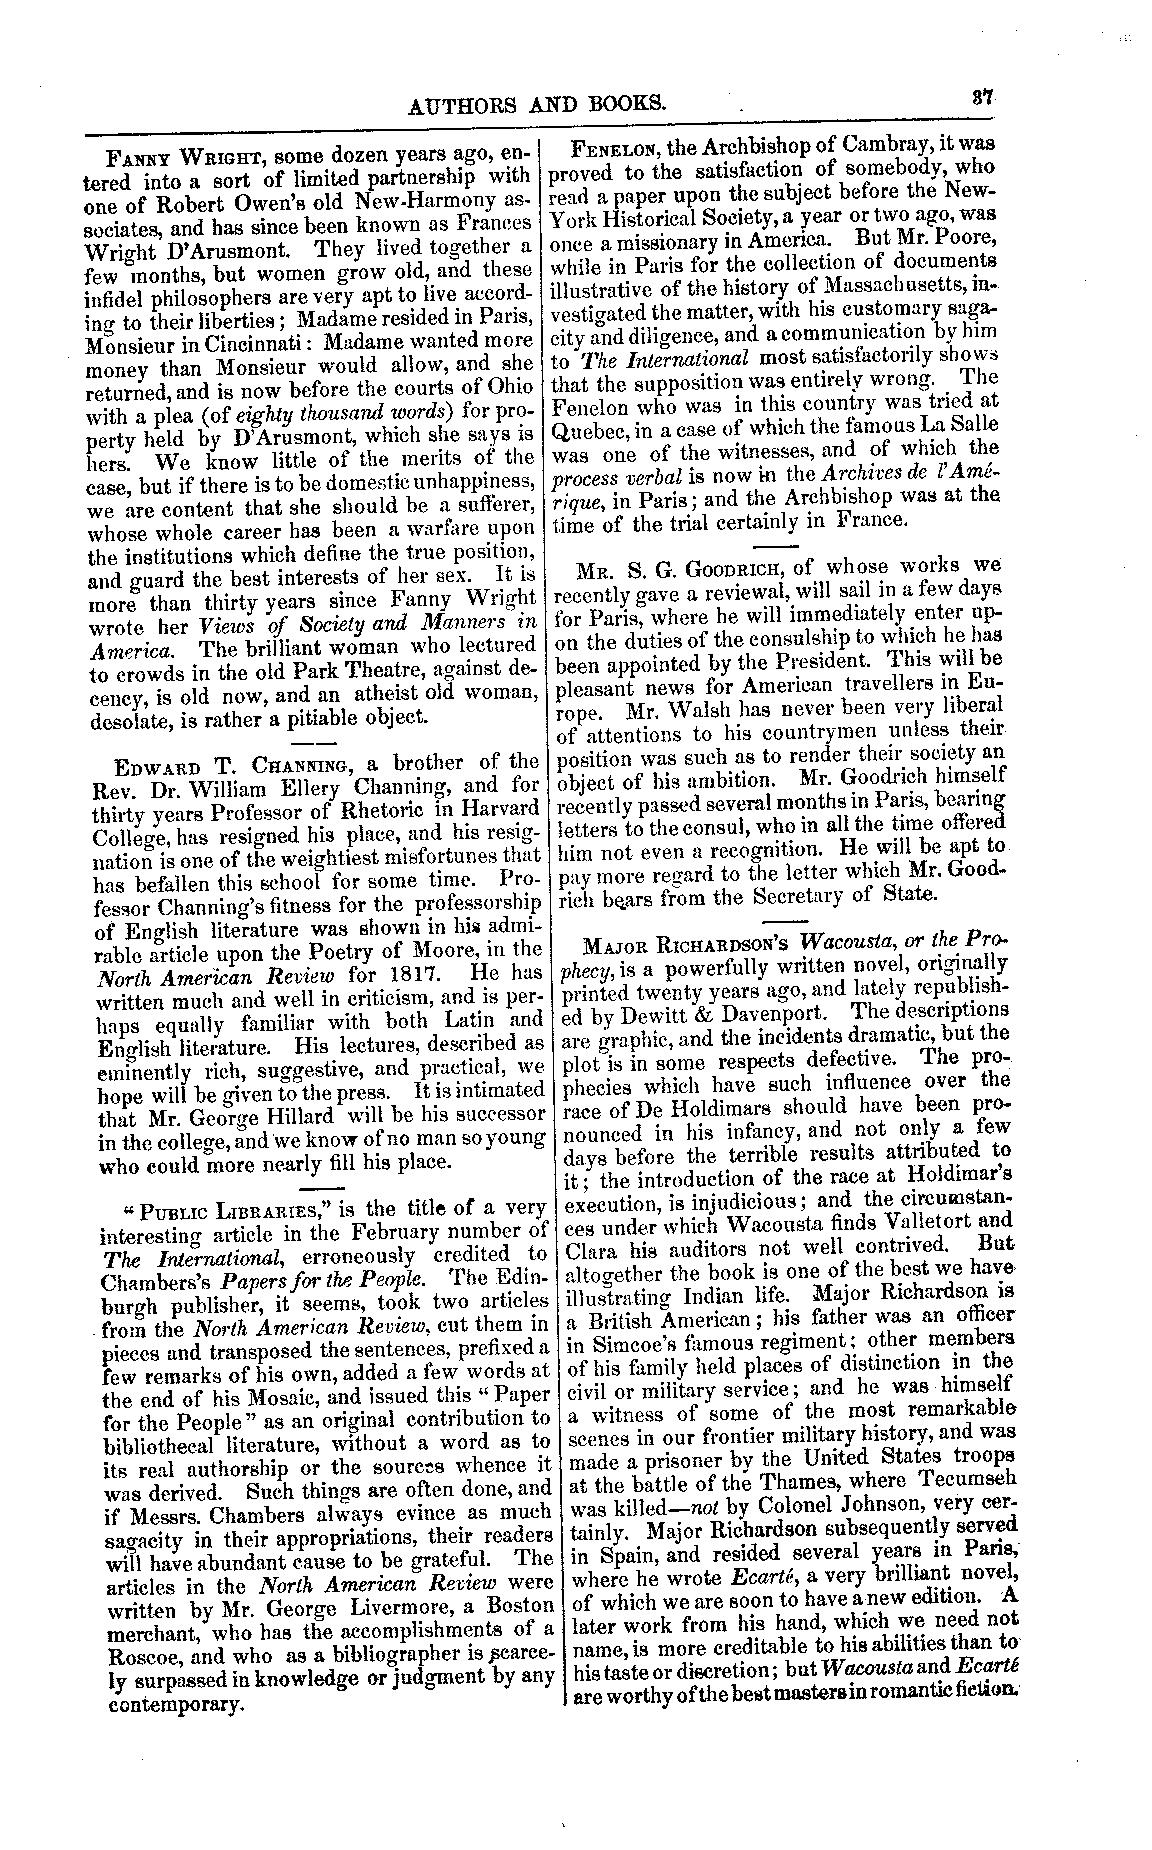 AUTHORS AND BOOKS.
37
FANNY WRIGHT, some dozen years ago, en-
tered into a sort of limited partnership with
one of Robert Owen's old New-Harmony as-
sociates, and has since been known as Frances
Wright D'Arusmont. They lived together a
few months, but women grow old, and these
infidel philosophers are very apt to live accord-
ing to their liberties; Madame resided in Paris,
Monsieur in Cincinnati: Madame wanted more
money than Monsieur would allow, and she
returned, and is now before the courts of Ohio
with a plea (of eighty thousand words) for pro-
perty held by D'Arusmont, which she says is
hers. We know little of the merits of the
case, but if there is to be domestic unhappiness,
we are content that she should be a sufferer,
whose whole career has been a warfare upon
the institutions which define the true position,
and guard the best interests of her sex. It is
more than thirty years since Fanny Wright
wrote her Views of Society and Manners in
America. The brilliant woman who lectured
to crowds in the old Park Theatre, against de-
cency, is old now, and an atheist old woman,
desolate, is rather a pitiable object.
EDWARD T. CHANNING, a brother of the
Rev. Dr. William Ellery Channing, and for
thirty years Professor of Rhetoric in Harvard
College, has resigned his place, and his resig-
nation is one of the weightiest misfortunes that
has befallen this school for some time. Pro-
fessor Channing's fitness for the professorship
of English literature was shown in his admi-
rable article upon the Poetry of Moore, in the
North American Review for 1817. He has
written much and well in criticism, and is per-
haps equally familiar with both Latin and
English literature. His lectures, described as
eminently rich, suggestive, and practical, we
hope will be given to the press. It is intimated
that Mr. George Hillard will be his successor
in the college, and we know of no man so young
who could more nearly fill his place.
"PUBLIC LIBRARIES," is the title of a very
interesting article in the February number of
The International, erroneously credited to
Chambers's Papers for the People. The Edin-
burgh publisher, it seems, took two articles
from the North American Review, cut them in
pieces and transposed the sentences, prefixed a
few remarks of his own, added a few words at
the end of his Mosaic, and issued this "Paper
for the People" as an original contribution to
bibliothecal literature, without a word as to
its real authorship or the sources whence it
was derived. Such things are often done, and
if Messrs. Chambers always evince as much
sagacity in their appropriations, their readers
will have abundant cause to be grateful. The
articles in the North American Review were
written by Mr. George Livermore, a Boston
merchant, who has the accomplishments of a
Roscoe, and who as a bibliographer is scarce-
ly surpassed in knowledge or judgment by any
contemporary.
FENELON, the Archbishop of Cambray, it was
proved to the satisfaction of somebody, who
read a paper upon the subject before the New-
York Historical Society, a year or two ago, was
once a missionary in America. But Mr. Poore,
while in Paris for the collection of documents
illustrative of the history of Massachusetts, in-
vestigated the matter, with his customary saga-
city and diligence, and a communication by him
to The International most satisfactorily shows
that the supposition was entirely wrong. The
Fenelon who was in this country was tried at
Quebec, in a case of which the famous La Salle
was one of the witnesses, and of which the
process verbal is now in the Archives de l'Amé-
rique, in Paris; and the Archbishop was at the
time of the trial certainly in France.
MR. S. G. GOODRICH, of whose works we
recently gave a reviewal, will sail in a few days
for Paris, where he will immediately enter up-
on the duties of the consulship to which he has
been appointed by the President. This will be
pleasant news for American travellers in Eu-
rope. Mr. Walsh has never been very liberal
of attentions to his countrymen unless their
position was such as to render their society an
object of his ambition. Mr. Goodrich himself
recently passed several months in Paris, bearing
letters to the consul, who in all the time offered
him not even a recognition. He will be apt to
pay more regard to the letter which Mr. Good-
rich bears from the Secretary of State.
MAJOR RICHARDSON'S Wacousta, or the Pro-
phecy, is a powerfully written novel, originally
printed twenty years ago, and lately republish-
ed by Dewitt & Davenport. The descriptions
are graphic, and the incidents dramatic, but the
plot is in some respects defective. The pro-
phecies which have such influence over the
race of De Holdimars should have been pro-
nounced in his infancy, and not only a few
days before the terrible results attributed to
it; the introduction of the race at Holdimar's
execution, is injudicious; and the circumstan-
ces under which Wacousta finds Valletort and
Clara his auditors not well contrived. But
altogether the book is one of the best we have
illustrating Indian life. Major Richardson is
a British American; his father was an officer
in Simcoe's famous regiment; other members
of his family held places of distinction in the
civil or military service; and he was himself
a witness of some of the most remarkable
scenes in our frontier military history, and was
made a prisoner by the United States troops
at the battle of the Thames, where Tecumseh
was killed—not by Colonel Johnson, very cer-
tainly. Major Richardson subsequently served
in Spain, and resided several years in Paris,
where he wrote Ecarté, a very brilliant novel,
of which we are soon to have a new edition. A
later work from his hand, which we need not
name, is more creditable to his abilities than to
his taste or discretion; but Wacousta and Ecarté
are worthy of the best masters in romantic fiction.